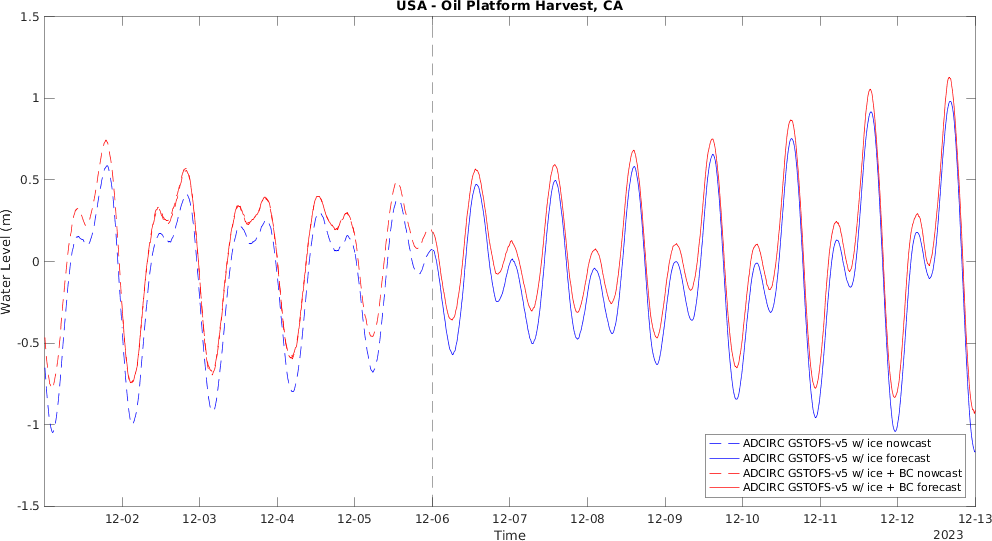 USA - Oil Platform Harvest, CA
Water Level (m)
1.5
1
0.5
0
-0.5
-1
-1.5
12-02 12-03 12-04 12-05 12-06 12-07 12-08 12-09 12-10 12-11 12-12 12-13
2023
Time
ADCIRC GSTOFS-v5 w/ ice nowcast
ADCIRC GSTOFS-v5 w/ ice forecast
ADCIRC GSTOFS-v5 w/ ice + BC nowcast
ADCIRC GSTOFS-v5 w/ ice + BC forecast